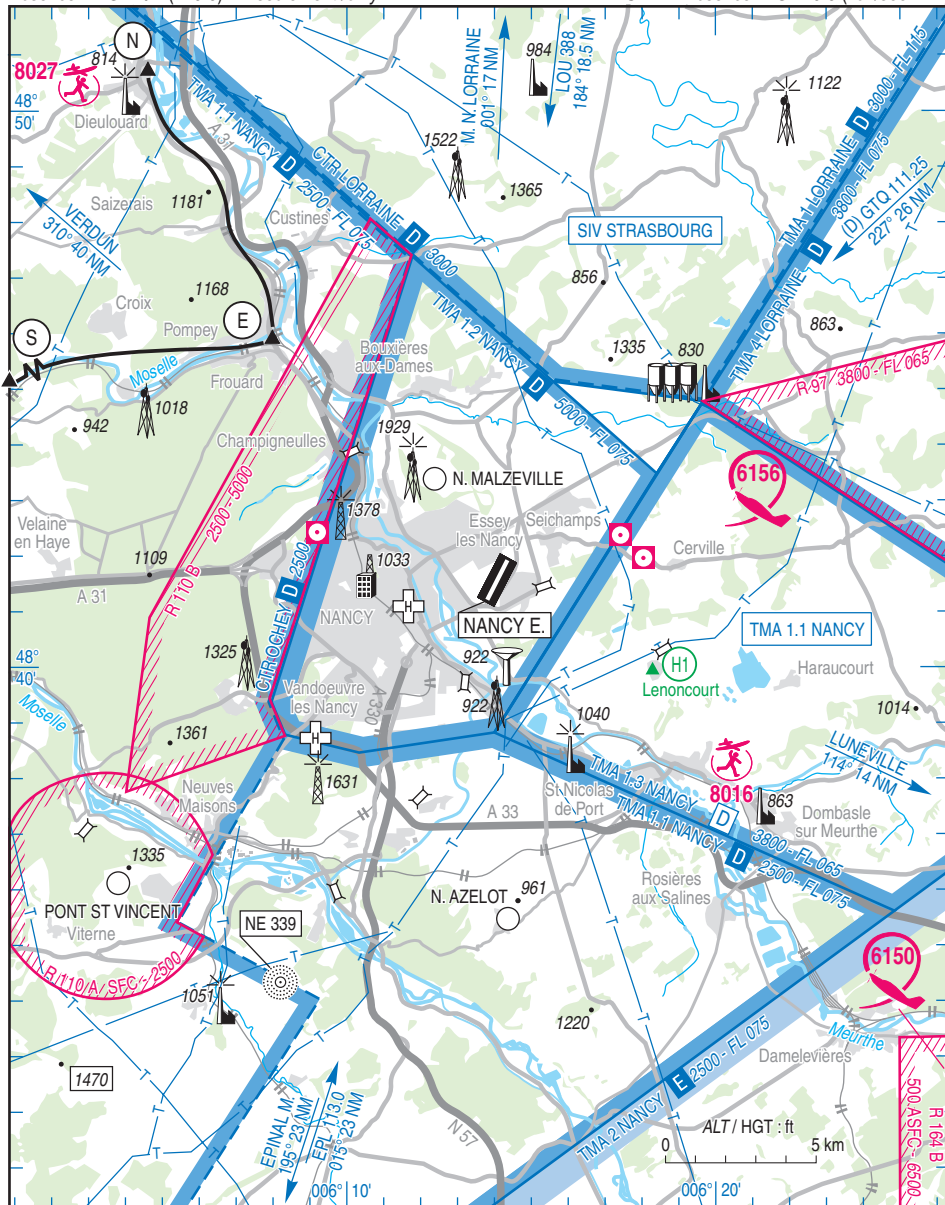 N
814
8027
Dieulouard
48°
50'
A 31
TMA 1.1 NANCY
D
2500 - FL 075
CTR LORRAINE
D
3000
M. N. LORRAINE
001° 17 NM
984
LOU 388
184° 18.5 NM
1122
3000 - FL 115
D
TMA 1 LORRAINE
3800 - FL 075
D
TMA 4 LORRAINE
(D) GTQ 111.25
227° 26 NM
1522
1365
1181
Saizerais
Custines
VERDUN
310° 40 NM
SIV STRASBOURG
856
863
1168
Croix
Pompey
E
S
Moselle
Frouard
Bouxières
aux-Dames
TMA 1.2 NANCY
D
5000 - FL 075
1335
830
R 97 3800 - FL 065
1018
942
Champigneulles
1929
N. MALZEVILLE
6156
2500 - 5000
R 110 B
Velaine
en Haye
1378
Essey
les Nancy
Seichamps
Cerville
1109
A 31
1033
H
NANCY
NANCY E.
TMA 1.1 NANCY
CTR OCHEY
D
2500
1325
48°
40'
922
922
H1
Lenoncourt
Haraucourt
Vandoeuvre
les Nancy
A 330
Moselle
1361
H
1631
1040
1014
LUNEVILLE
114° 14 NM
8016
Neuves
Maisons
A 33
St Nicolas
de Port
TMA 1.3 NANCY
D
3800 - FL 065
TMA 1.1 NANCY
D
2500 - FL 075
863
Dombasle
sur Meurthe
1335
PONT ST VINCENT
Viterne
N. AZELOT
961
Rosières
aux Salines
NE 339
R 110 A SFC - 2500
1051
6150
1220
Meurthe
Damelevières
1470
TMA 2 NANCY
E
2500 - FL 075
EPINAL M.
195° 23 NM
EPL 113.0
015° 23 NM
N 57
ALT / HGT : ft
0
5 km
R 164 B
500 ASFC - 6500
006° 10'
006° 20'